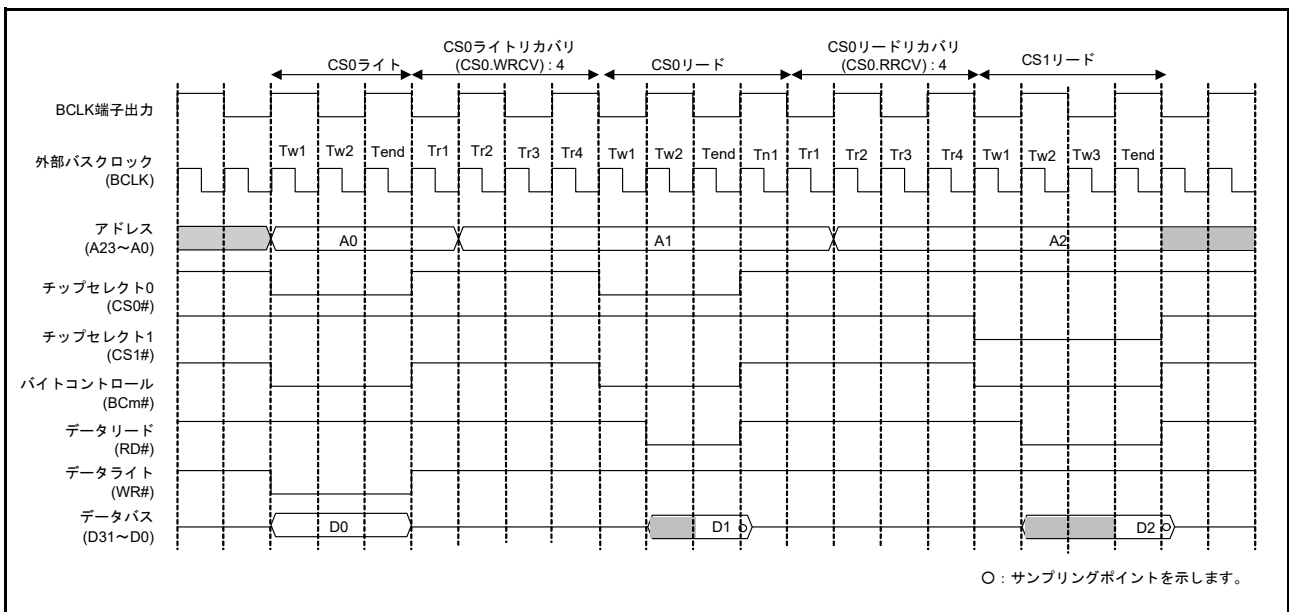 CS0ライト
CS0ライトリカバリ
(CS0.WRCV) : 4
CS0リード
CS0リードリカバリ
(CS0.RRCV) : 4
CS1リード
BCLK端子出力
外部バスクロック
(BCLK)
Tw1 Tw2 Tend Tr1 Tr2 Tr3 Tr4 Tw1 Tw2 Tend Tn1 Tr1 Tr2 Tr3 Tr4 Tw1 Tw2 Tw3 Tend
アドレス
(A23~A0)
A0 A1 A2
チップセレクト0
(CS0#)
チップセレクト1
(CS1#)
バイトコントロール
(BCm#)
データリード
(RD#)
データライト
(WR#)
データバス
(D31~D0)
D0 D1 D2
○ : サンプリングポイントを示します。